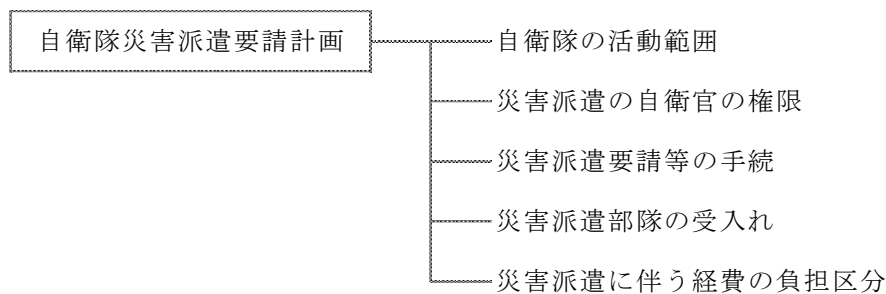 自衛隊災害派遣要請計画
自衛隊の活動範囲
災害派遣の自衛官の権限
災害派遣要請等の手続
災害派遣部隊の受入れ
災害派遣に伴う経費の負担区分